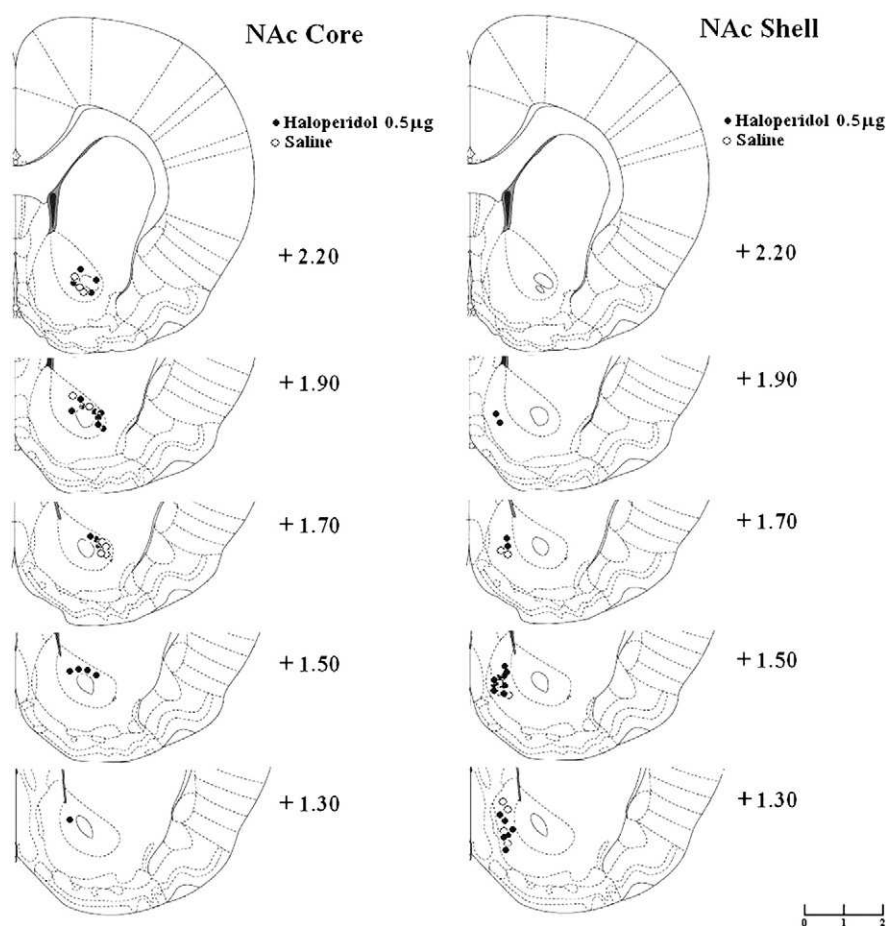 NAc Core
Haloperidol 0.5µg
Saline
+ 2.20
+ 1.90
+ 1.70
+ 1.50
+ 1.30
NAc Shell
Haloperidol 0.5µg
Saline
+ 2.20
+ 1.90
+ 1.70
+ 1.50
+ 1.30
0 1 2